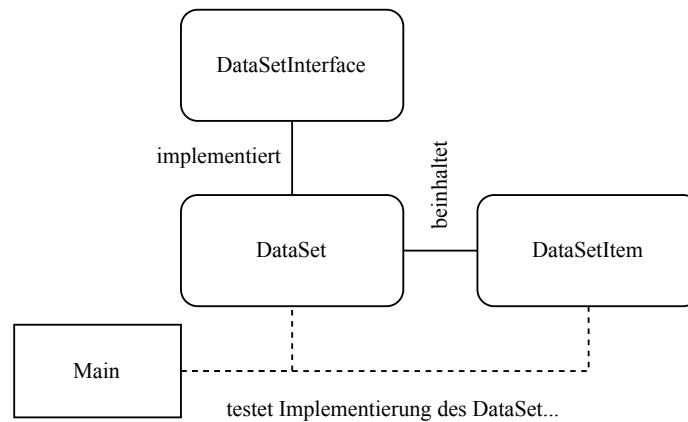 DataSetInterface
implementiert
beinhaltet
DataSet
DataSetItem
Main
testet Implementierung des DataSet...